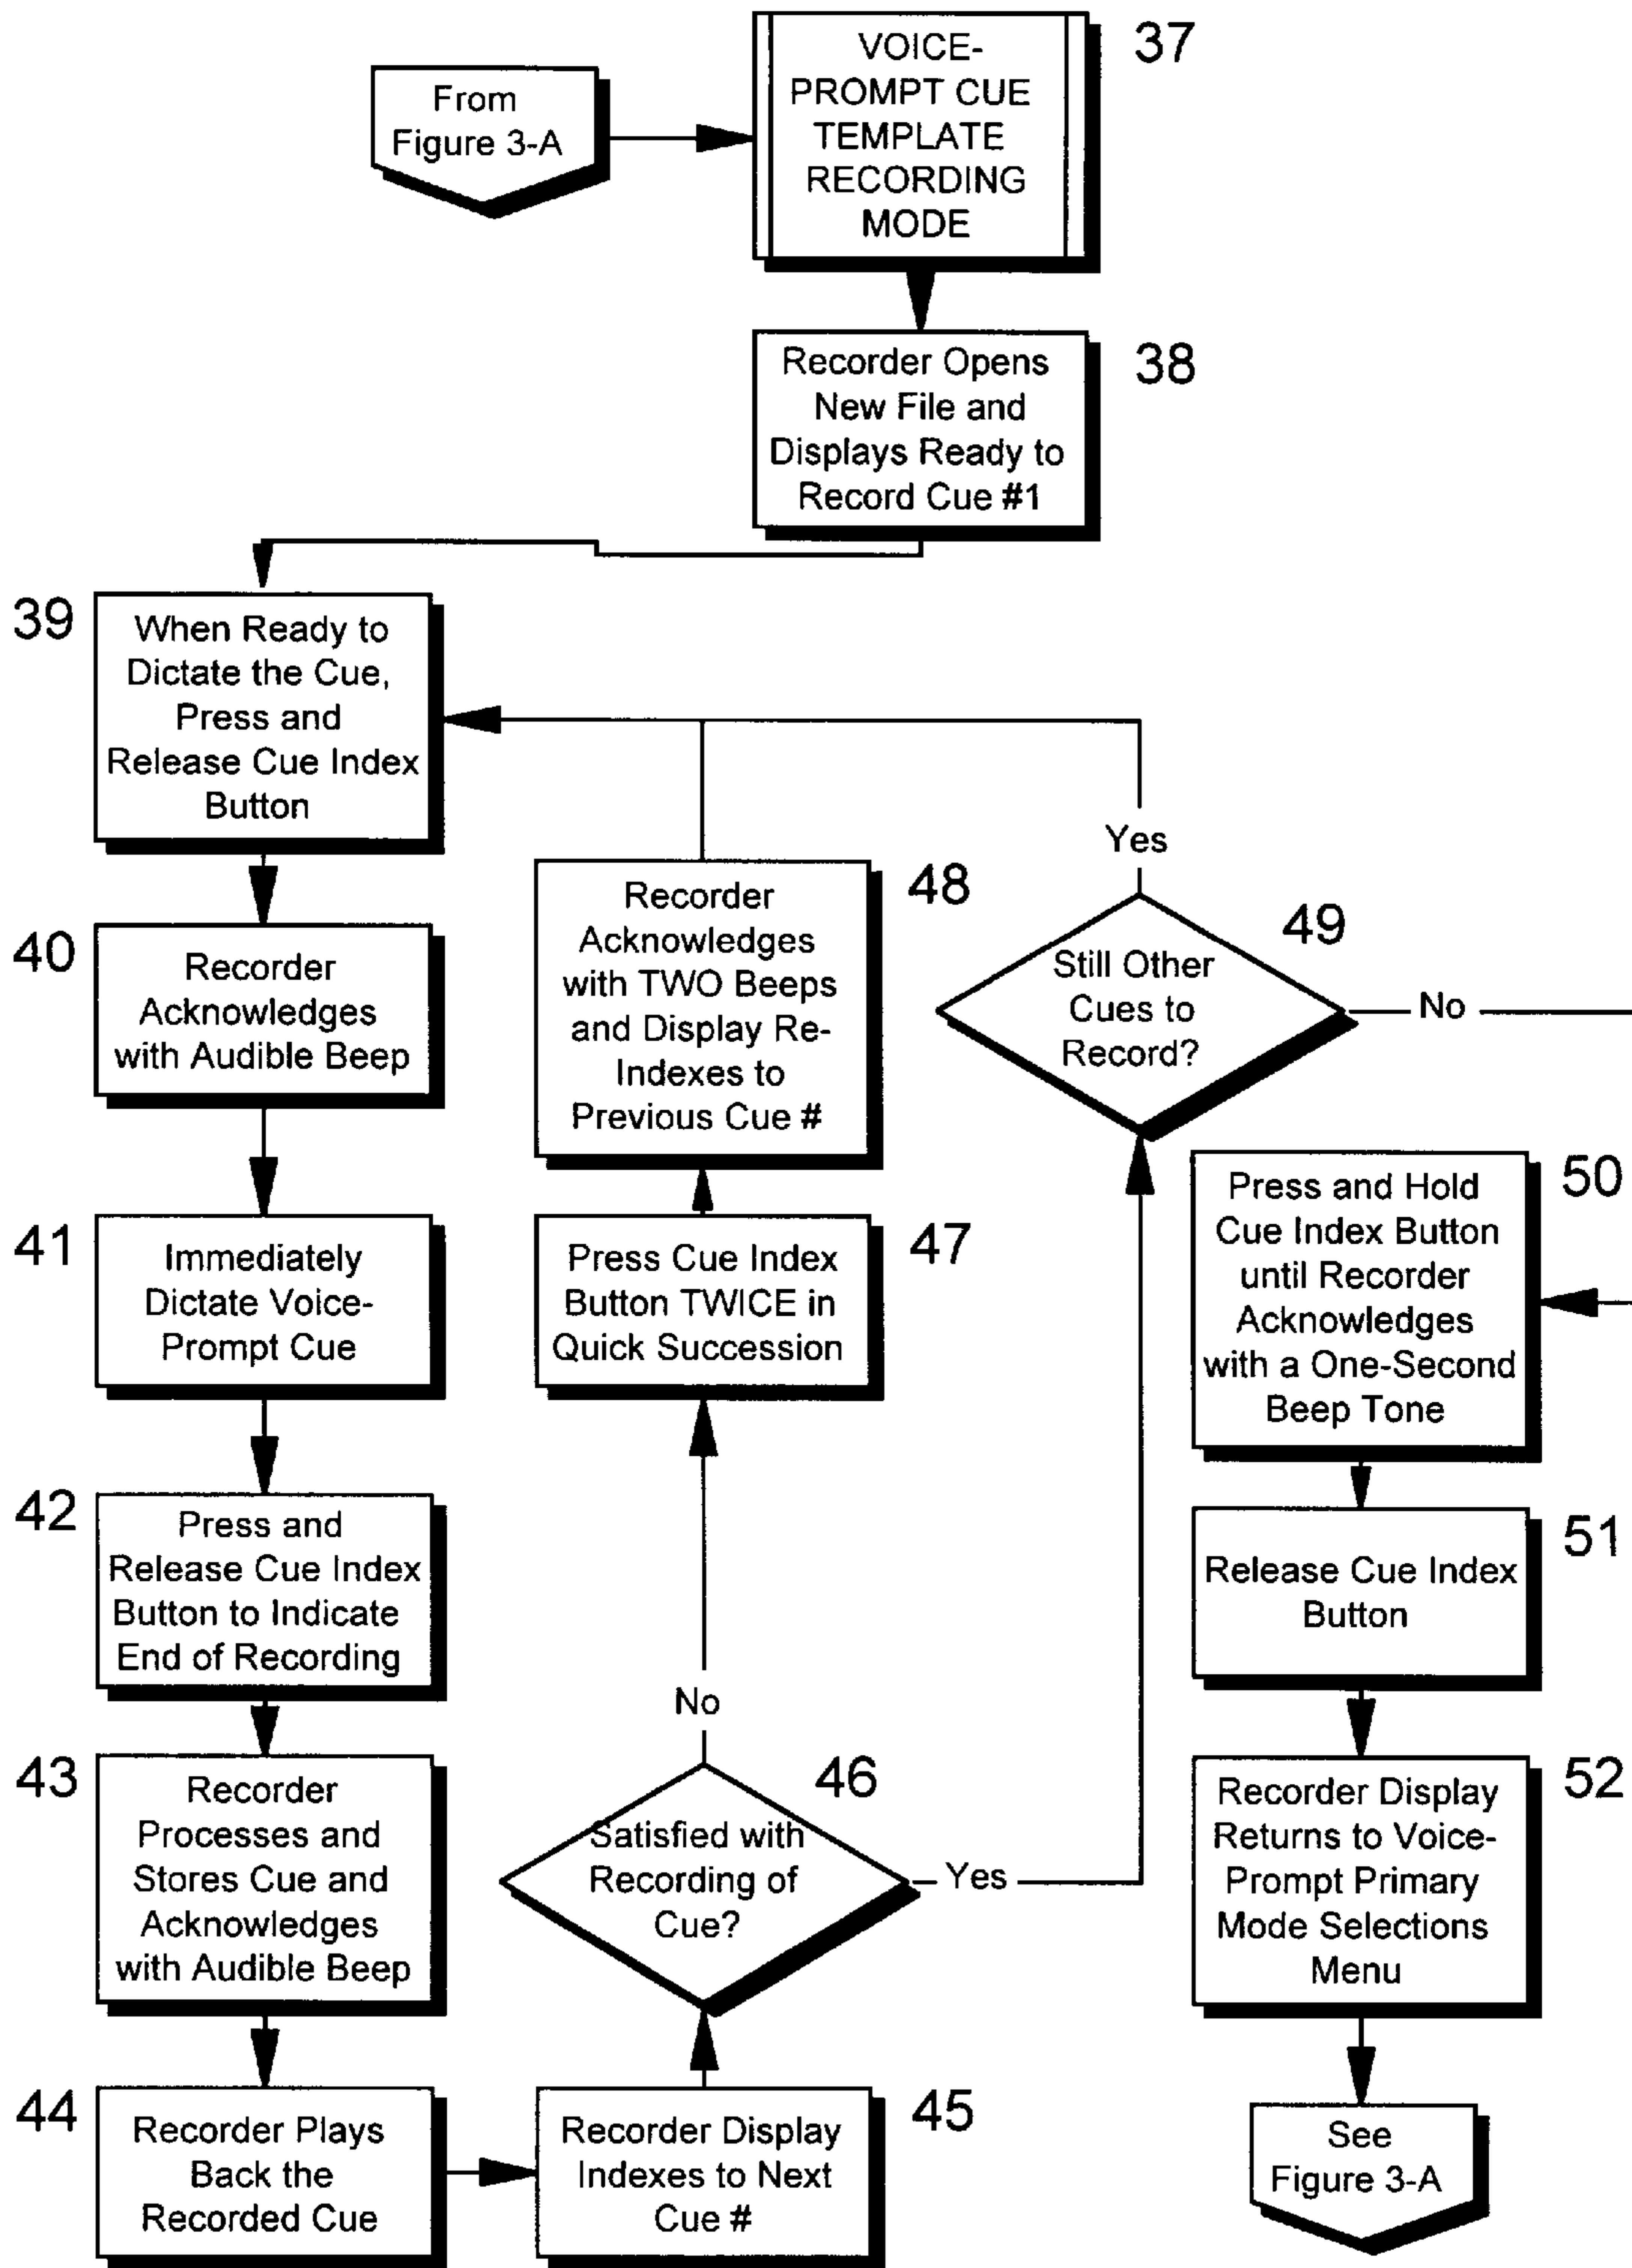 From
Figure 3-A
VOICE-
PROMPT CUE
TEMPLATE
RECORDING
MODE
37
Recorder Opens
New File and
Displays Ready to
Record Cue #1
38
39
When Ready to
Dictate the Cue,
Press and
Release Cue Index
Button
40
Recorder
Acknowledges
with Audible Beep
41
Immediately
Dictate Voice-
Prompt Cue
42
Press and
Release Cue Index
Button to Indicate
End of Recording
43
Recorder
Processes and
Stores Cue and
Acknowledges
with Audible Beep
44
Recorder Plays
Back the
Recorded Cue
Recorder Display
Indexes to Next
Cue #
45
Satisfied with
Recording of
Cue?
46
No
Yes
Press Cue Index
Button TWICE in
Quick Succession
47
Recorder
Acknowledges
with TWO Beeps
and Display Re-
Indexes to
Previous Cue #
48
Still Other
Cues to
Record?
49
Yes
No
Press and Hold
Cue Index Button
until Recorder
Acknowledges
with a One-Second
Beep Tone
50
Release Cue Index
Button
51
Recorder Display
Returns to Voice-
Prompt Primary
Mode Selections
Menu
52
See
Figure 3-A